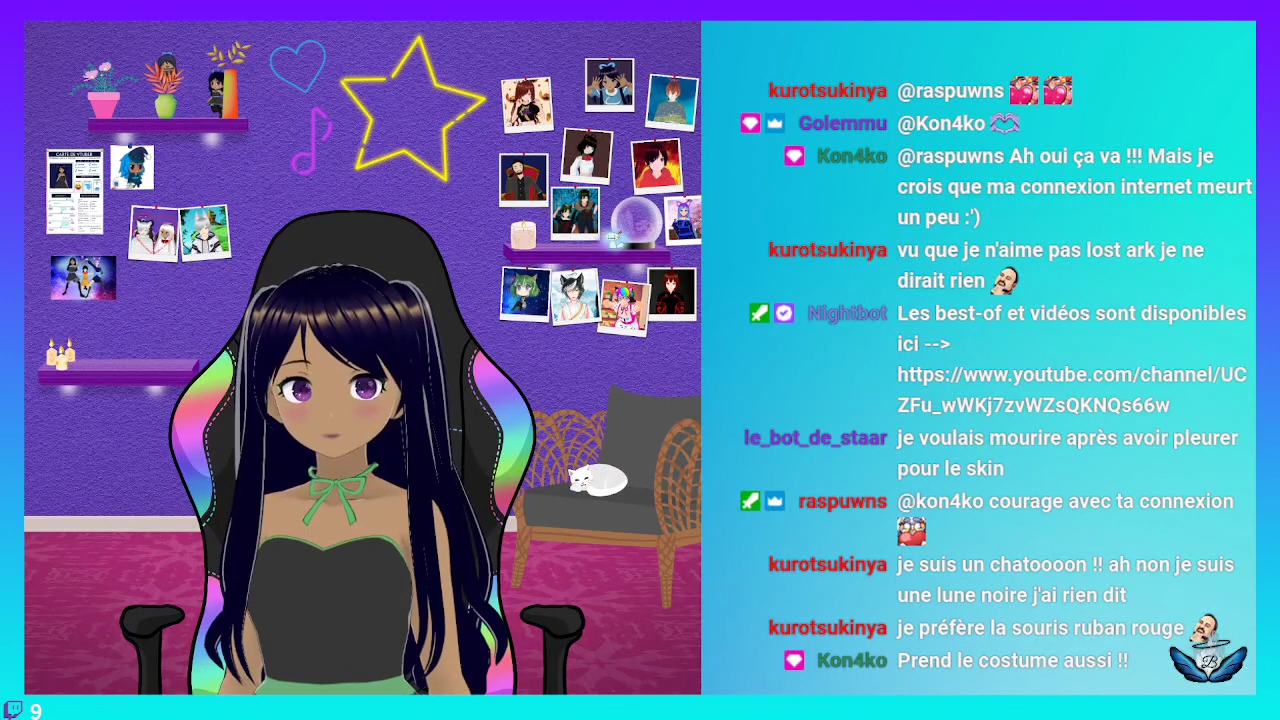 CARTE DE VTUBER
kurotsukinya @raspuwns
Golemmu @Kon4ko
Kon4ko @raspuwns Ah oui ça va !!! Mais je
crois que ma connexion internet meurt
un peu :')
kurotsukinya vu que je n'aime pas lost ark je ne
dirait rien
Nightbot Les best-of et vidéos sont disponibles
ici -->
https://www.youtube.com/channel/UC
ZFu_wWKj7zvWZsQKNQs66w
le_bot_de_staar je voulais mourire après avoir pleurer
pour le skin
raspuwns @kon4ko courage avec ta connexion
kurotsukinya je suis un chatoooon !! ah non je suis
une lune noire j'ai rien dit
kurotsukinya je préfère la souris ruban rouge
Kon4ko Prend le costume aussi !!
B
9